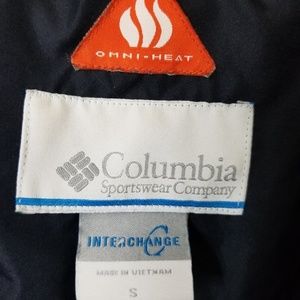 OMNI-HEAT
Columbia
Sportswear Company
INTERCHANGE
MADE IN VIETNAM
S